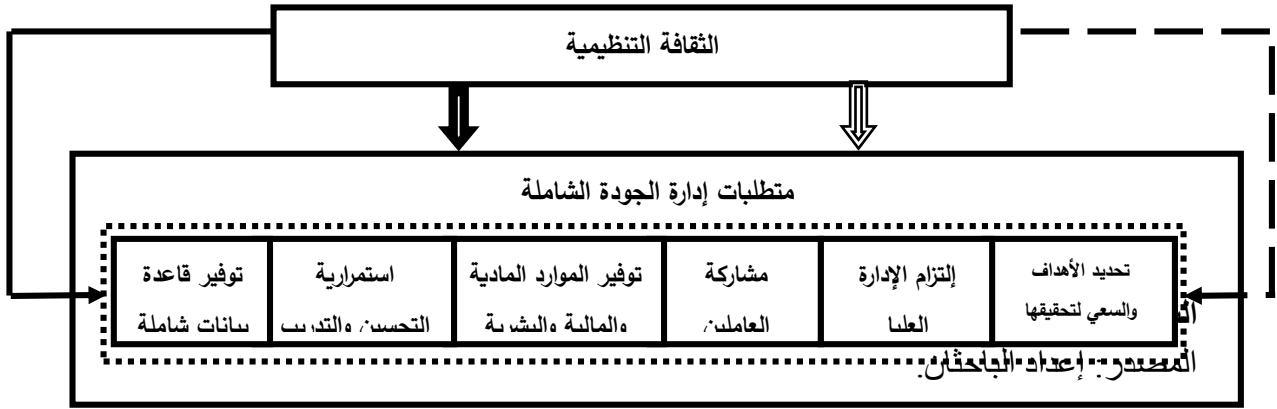 الثقافة التنظيمية
متطلبات إدارة الجودة الشاملة
تحديد الأهداف
والسعي لتحقيقها
إلتزام الإدارة
العليا
مشاركة
العاملين
توفير الموارد المادية
والمالية والبشرية
استمرارية
التحسين والتدريب
توفير قاعدة
بيانات شاملة
المصدر: إعداد الباحثان.